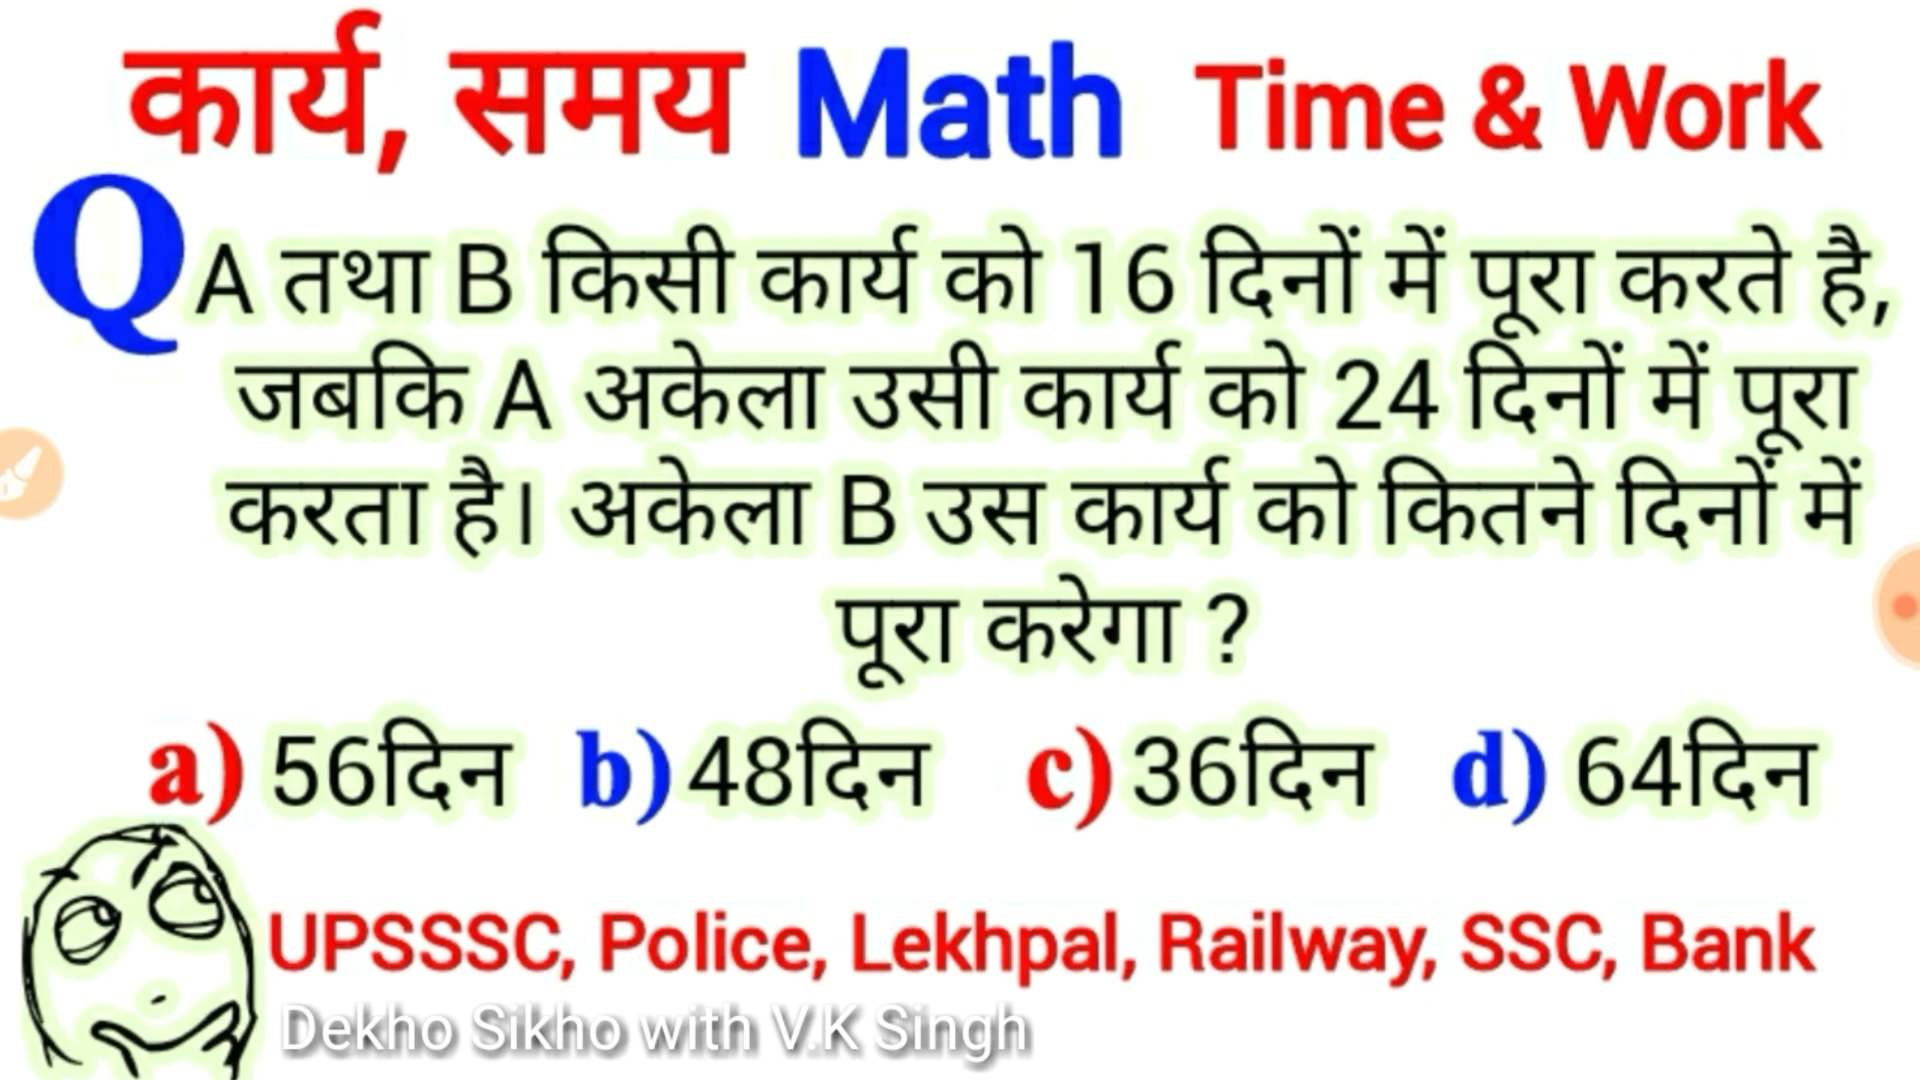 कार्य, समय Math Time & Work
Q A तथा B किसी कार्य को 16 दिनों में पूरा करते है,
जबकि A अकेला उसी कार्य को 24 दिनों में पूरा
करता है। अकेला B उस कार्य को कितने दिनों में
पूरा करेगा ?
a) 56दिन b) 48दिन c) 36दिन d) 64दिन
UPSSSC, Police, Lekhpal, Railway, SSC, Bank
Dekho Sikho with V.K Singh